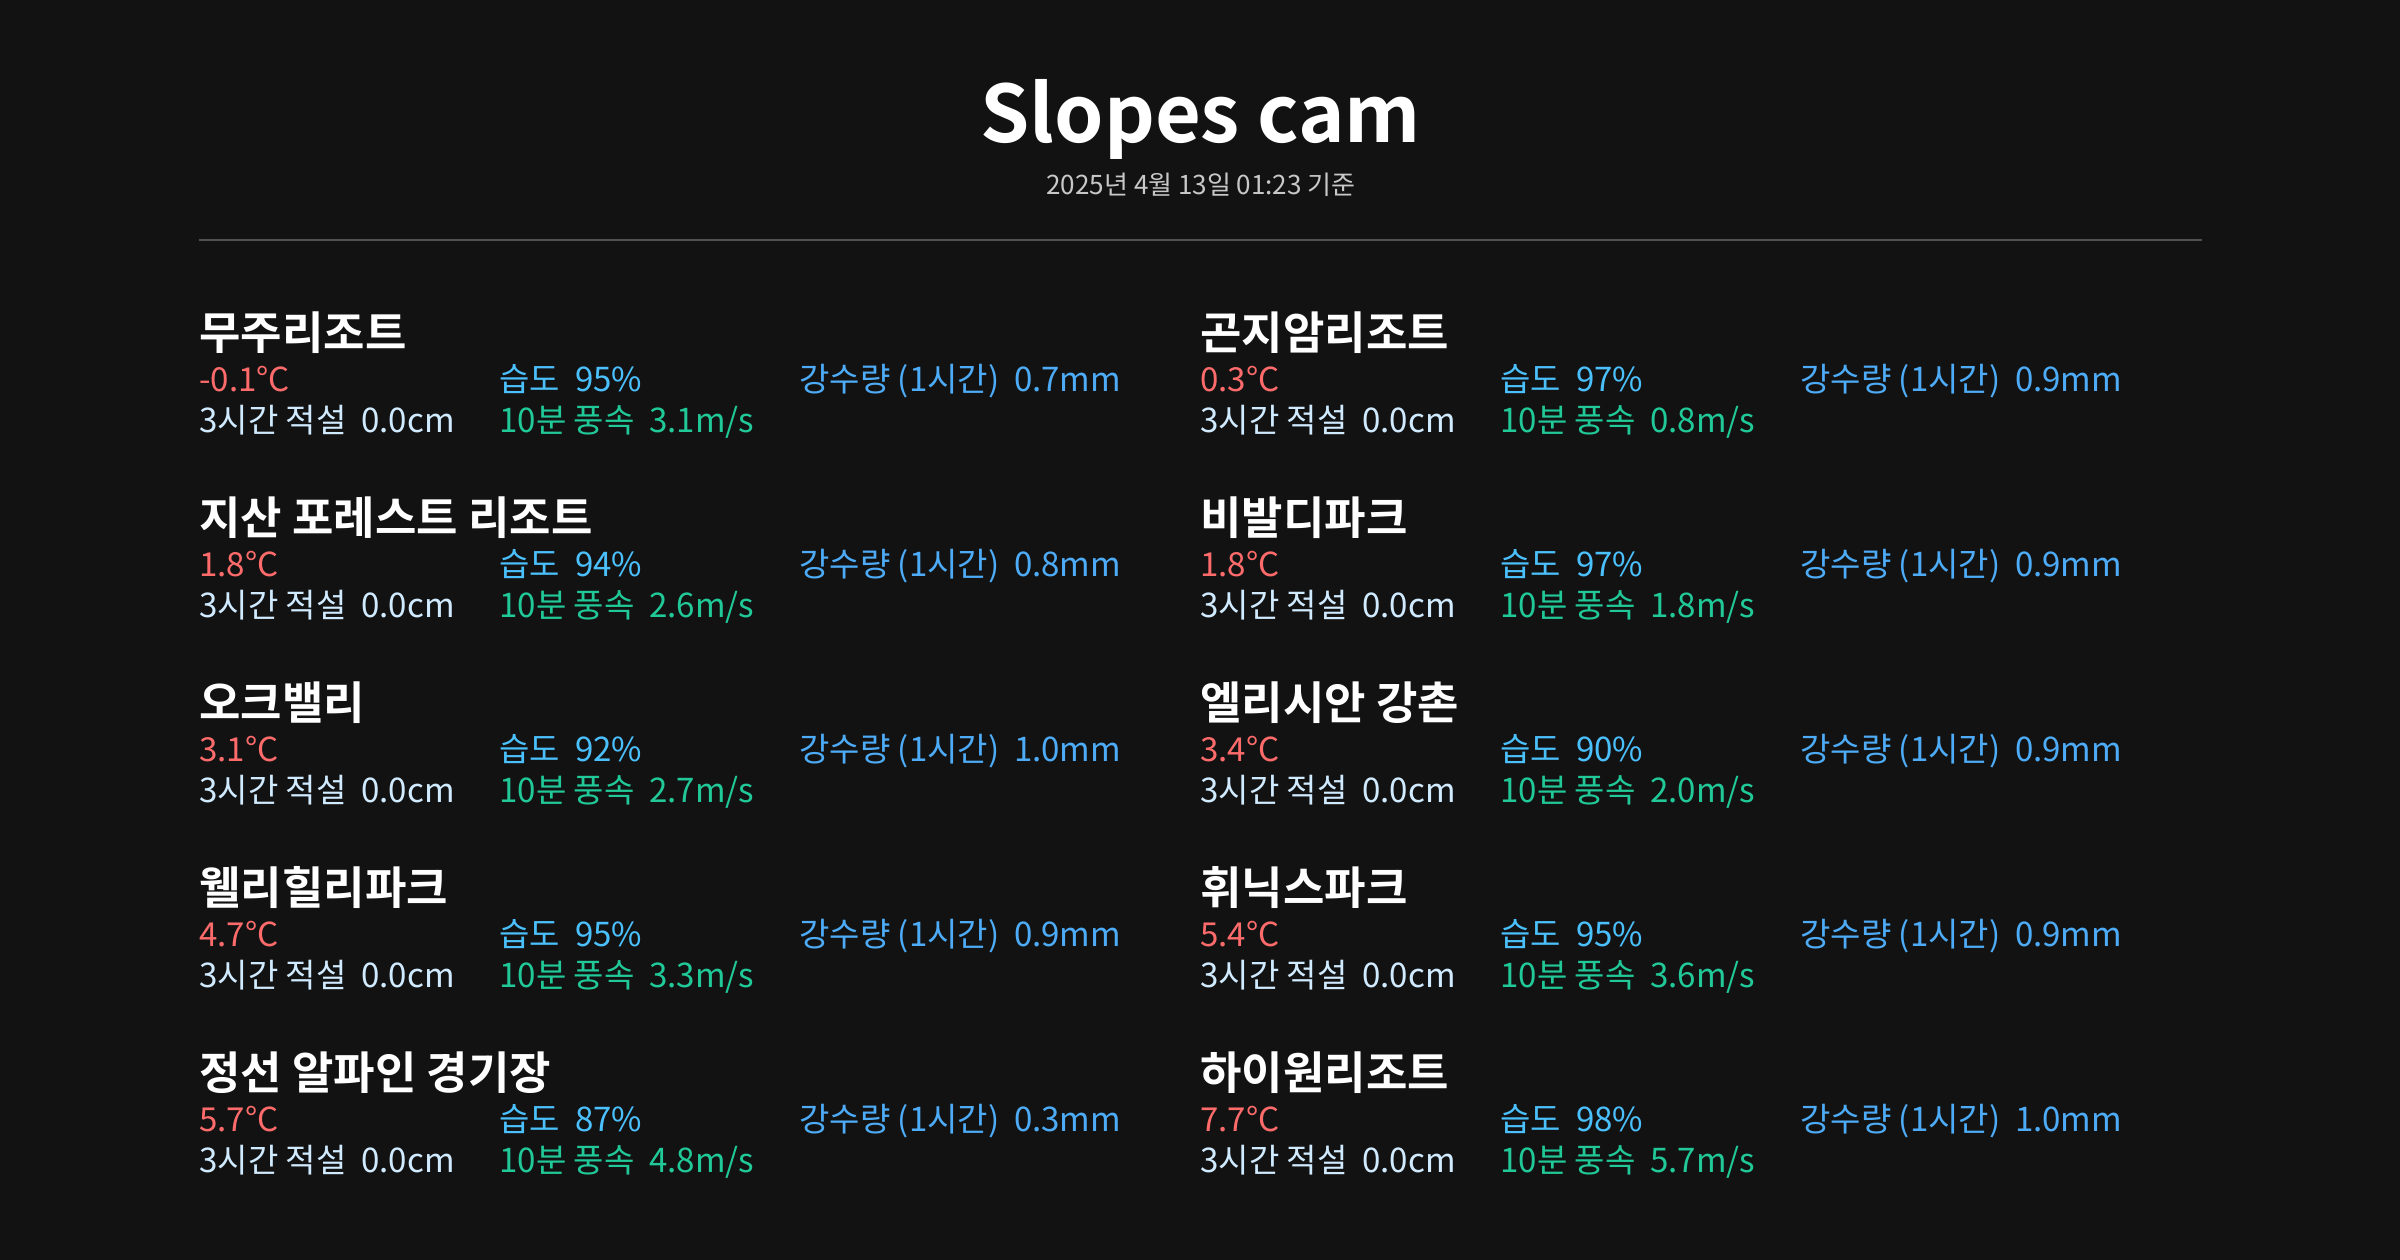 Slopes cam
2025년 4월 13일 01:23 기준
무주리조트
-0.1°C 습도 95% 강수량 (1시간) 0.7mm
3시간 적설 0.0cm 10분 풍속 3.1m/s
곤지암리조트
0.3°C 습도 97% 강수량 (1시간) 0.9mm
3시간 적설 0.0cm 10분 풍속 0.8m/s
지산 포레스트 리조트
1.8°C 습도 94% 강수량 (1시간) 0.8mm
3시간 적설 0.0cm 10분 풍속 2.6m/s
비발디파크
1.8°C 습도 97% 강수량 (1시간) 0.9mm
3시간 적설 0.0cm 10분 풍속 1.8m/s
오크밸리
3.1°C 습도 92% 강수량 (1시간) 1.0mm
3시간 적설 0.0cm 10분 풍속 2.7m/s
엘리시안 강촌
3.4°C 습도 90% 강수량 (1시간) 0.9mm
3시간 적설 0.0cm 10분 풍속 2.0m/s
웰리힐리파크
4.7°C 습도 95% 강수량 (1시간) 0.9mm
3시간 적설 0.0cm 10분 풍속 3.3m/s
휘닉스파크
5.4°C 습도 95% 강수량 (1시간) 0.9mm
3시간 적설 0.0cm 10분 풍속 3.6m/s
정선 알파인 경기장
5.7°C 습도 87% 강수량 (1시간) 0.3mm
3시간 적설 0.0cm 10분 풍속 4.8m/s
하이원리조트
7.7°C 습도 98% 강수량 (1시간) 1.0mm
3시간 적설 0.0cm 10분 풍속 5.7m/s